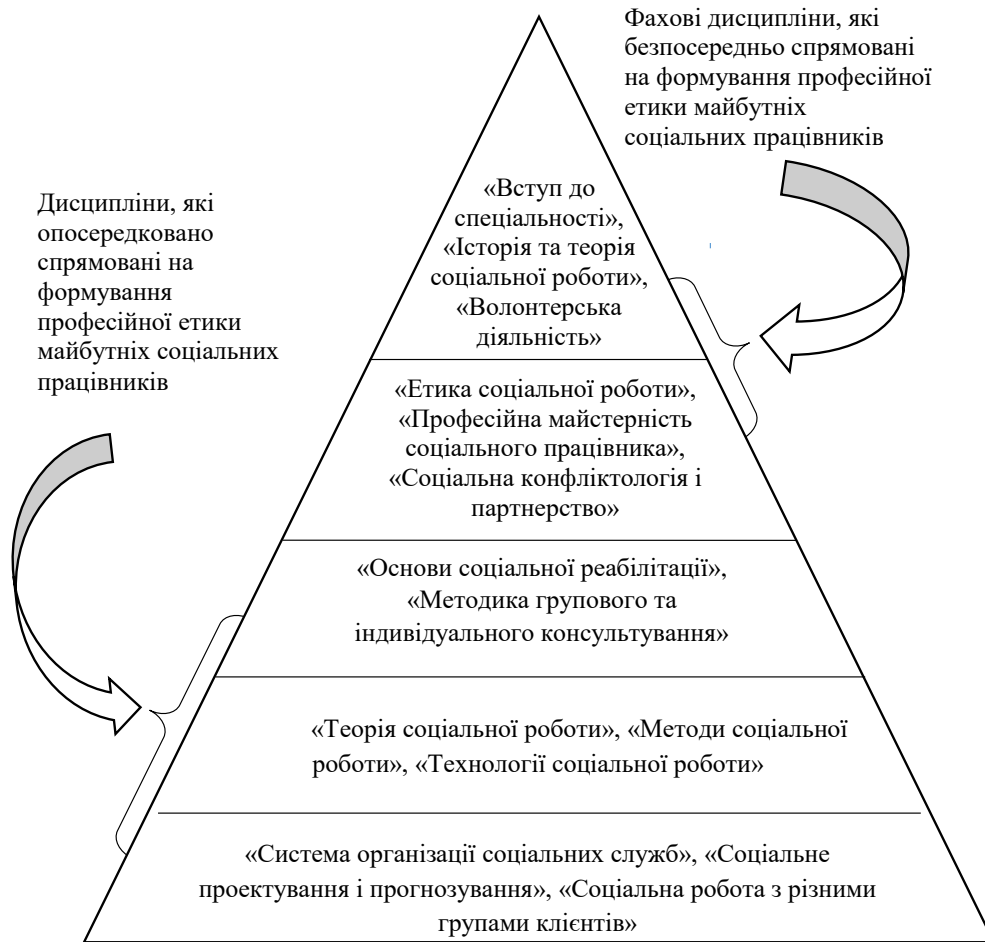 Фахові дисципліни, які
безпосередньо спрямовані
на формування професійної
етики майбутніх
соціальних працівників
Дисципліни, які
опосередковано
спрямовані на
формування
професійної етики
майбутніх соціальних
працівників
«Вступ до
спеціальності»,
«Історія та теорія
соціальної роботи»,
«Волонтерська
діяльність»
«Етика соціальної роботи»,
«Професійна майстерність
соціального працівника»,
«Соціальна конфліктологія і
партнерство»
«Основи соціальної реабілітації»,
«Методика групового та
індивідуального консультування»
«Теорія соціальної роботи», «Методи соціальної
роботи», «Технології соціальної роботи»
«Система організації соціальних служб», «Соціальне
проектування і прогнозування», «Соціальна робота з різними
групами клієнтів»